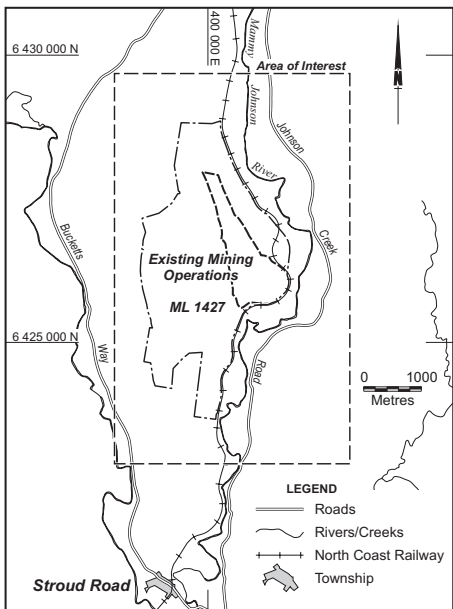 6 430 000 N
400 000 E
Mammy
Johnson
River
Area of Interest
N
Johnson
Creek
Road
Bucketts
Way
Existing Mining
Operations
ML 1427
6 425 000 N
0 1000
Metres
LEGEND
Roads
Rivers/Creeks
North Coast Railway
Township
Stroud Road